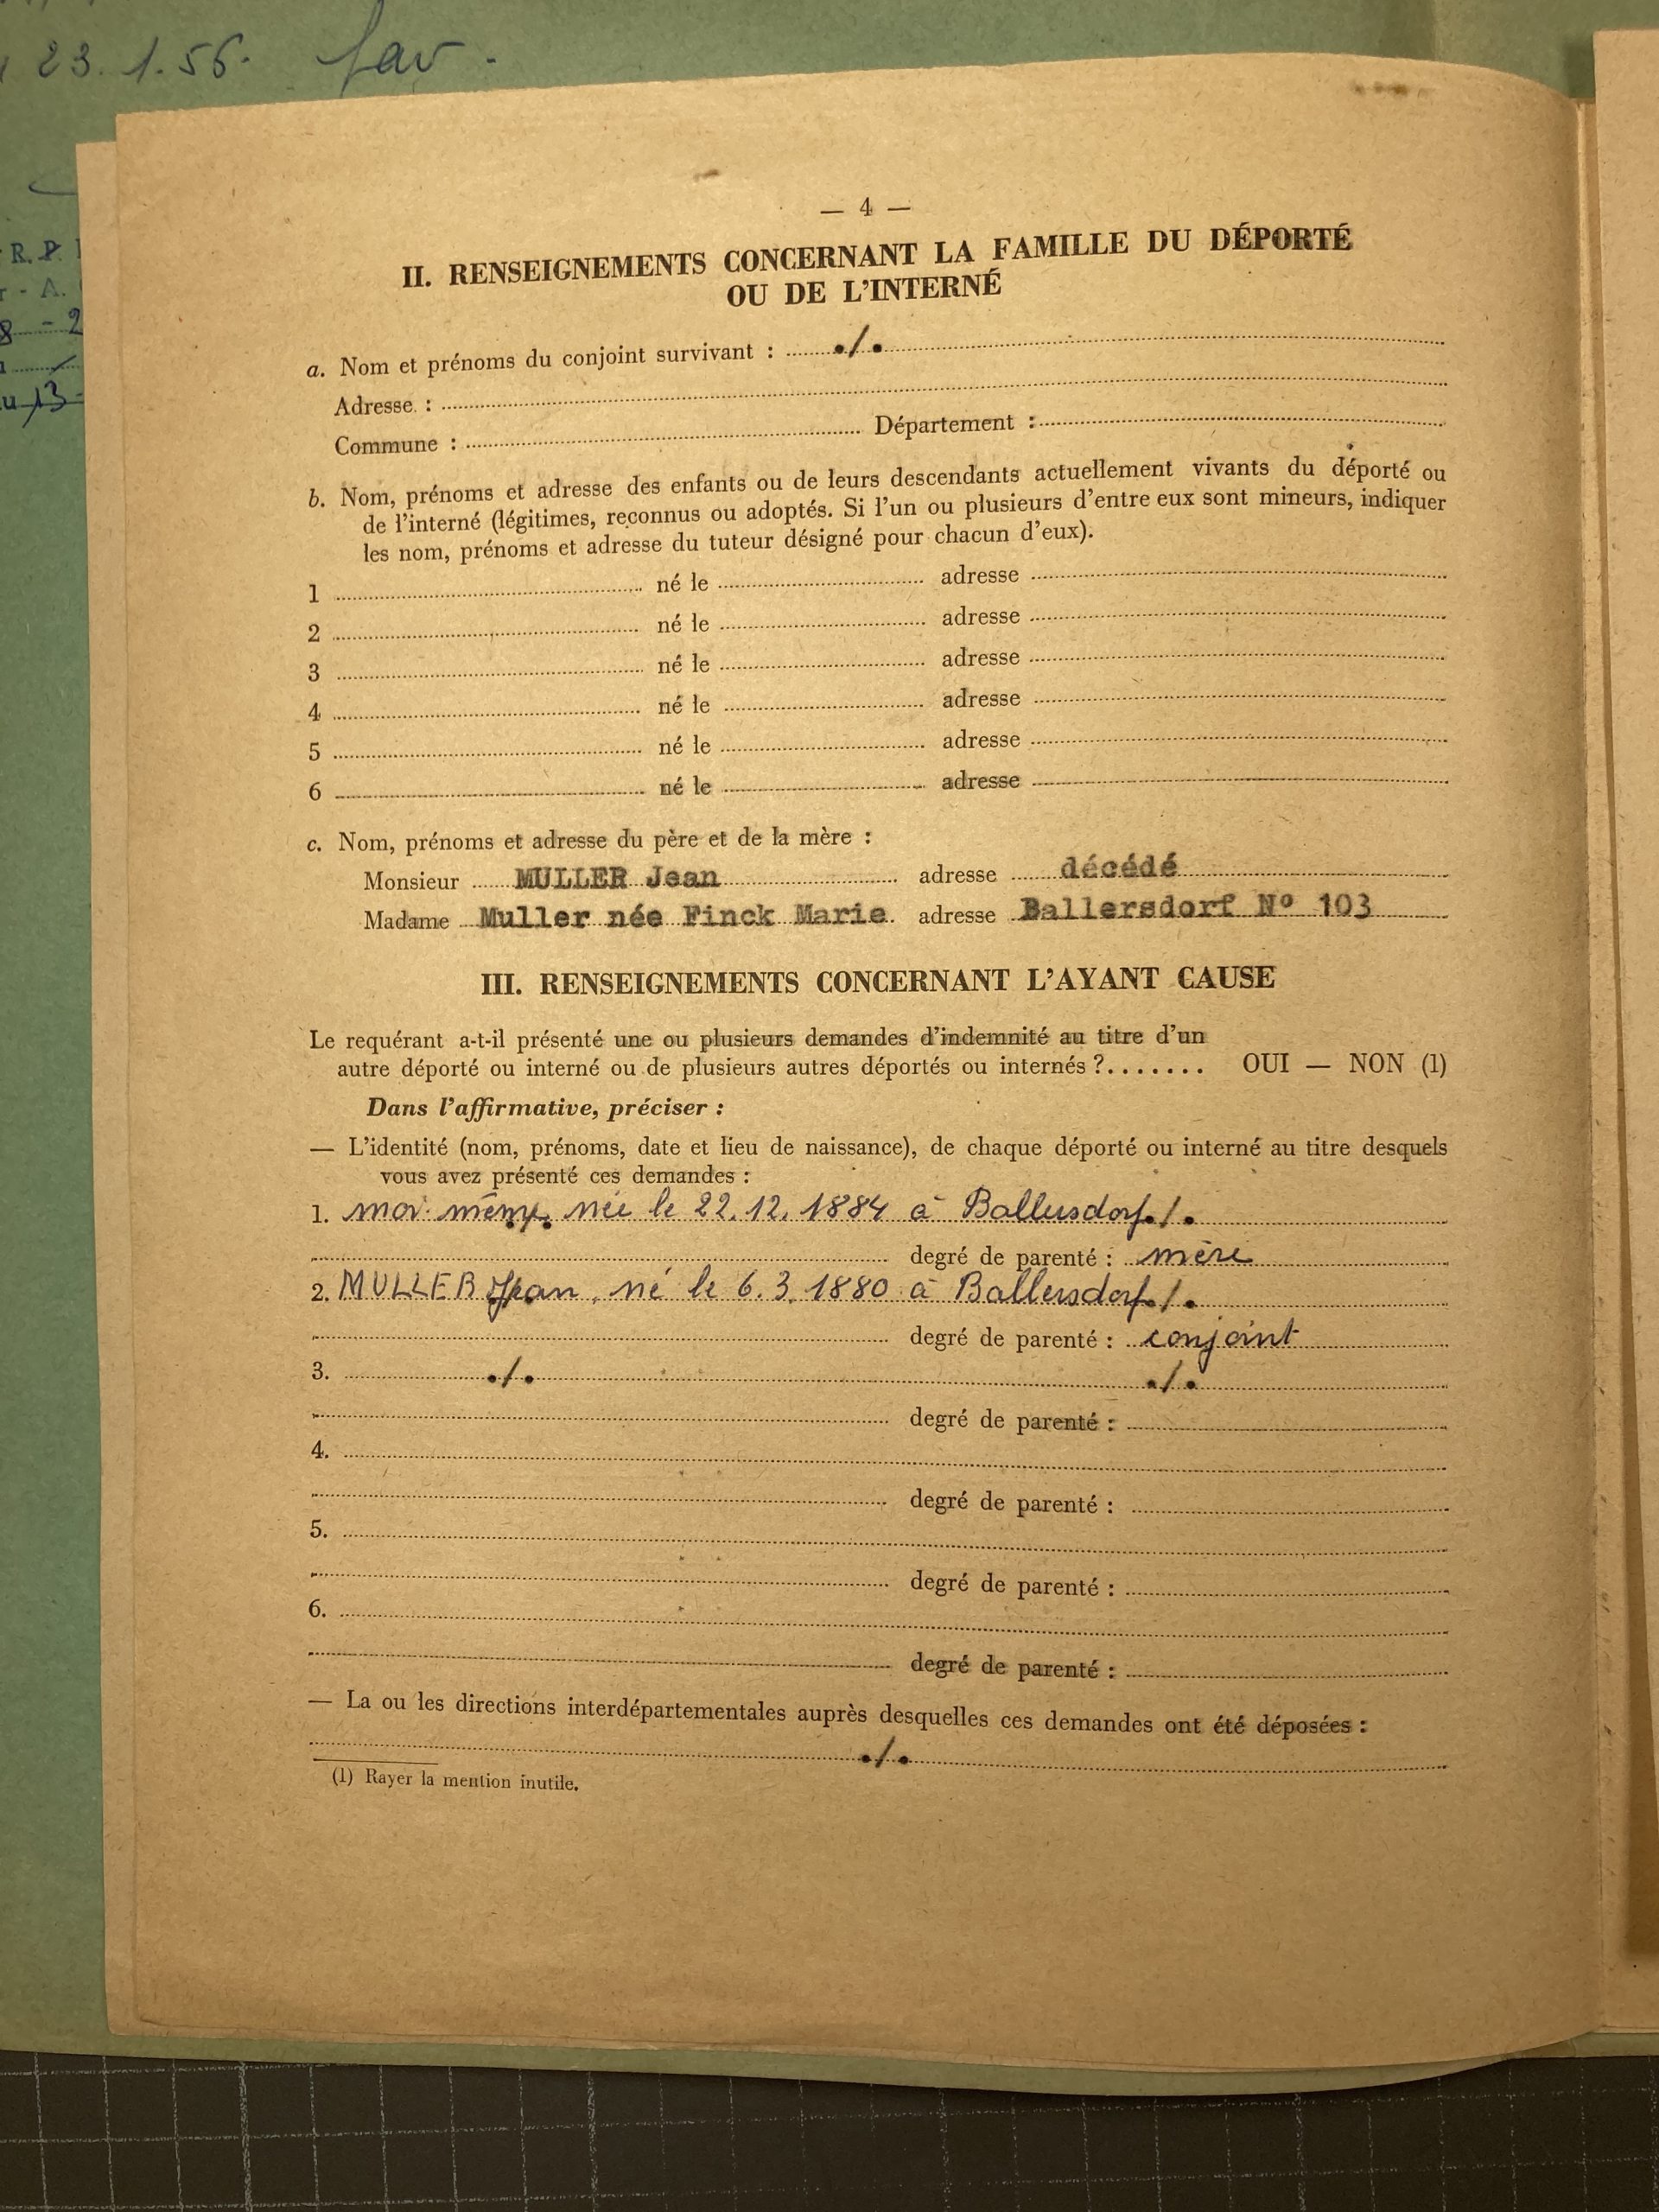 23.1.56. fav.
R.P.
- A.
8 - 2
13
— 4 —
II. RENSEIGNEMENTS CONCERNANT LA FAMILLE DU DÉPORTÉ
OU DE L'INTERNÉ
a. Nom et prénoms du conjoint survivant : ./.
Adresse :
Commune : Département :
b. Nom, prénoms et adresse des enfants ou de leurs descendants actuellement vivants du déporté ou
de l'interné (légitimes, reconnus ou adoptés. Si l'un ou plusieurs d'entre eux sont mineurs, indiquer
les nom, prénoms et adresse du tuteur désigné pour chacun d'eux).
1 né le adresse
2 né le adresse
3 né le adresse
4 né le adresse
5 né le adresse
6 né le adresse
c. Nom, prénoms et adresse du père et de la mère :
Monsieur MULLER Jean adresse décédé
Madame Muller née Finck Marie. adresse Ballersdorf N° 103
III. RENSEIGNEMENTS CONCERNANT L'AYANT CAUSE
Le requérant a-t-il présenté une ou plusieurs demandes d'indemnité au titre d'un
autre déporté ou interné ou de plusieurs autres déportés ou internés ?....... OUI — NON (1)
Dans l'affirmative, préciser :
— L'identité (nom, prénoms, date et lieu de naissance), de chaque déporté ou interné au titre desquels
vous avez présenté ces demandes :
1. moi-même, née le 22.12.1884 à Ballersdorf ./.
degré de parenté : mère
2. MULLER Jean, né le 6.3.1880 à Ballersdorf ./.
degré de parenté : conjoint
3. ./. ./.
degré de parenté :
4.
degré de parenté :
5.
degré de parenté :
6.
degré de parenté :
— La ou les directions interdépartementales auprès desquelles ces demandes ont été déposées :
./.
(1) Rayer la mention inutile.